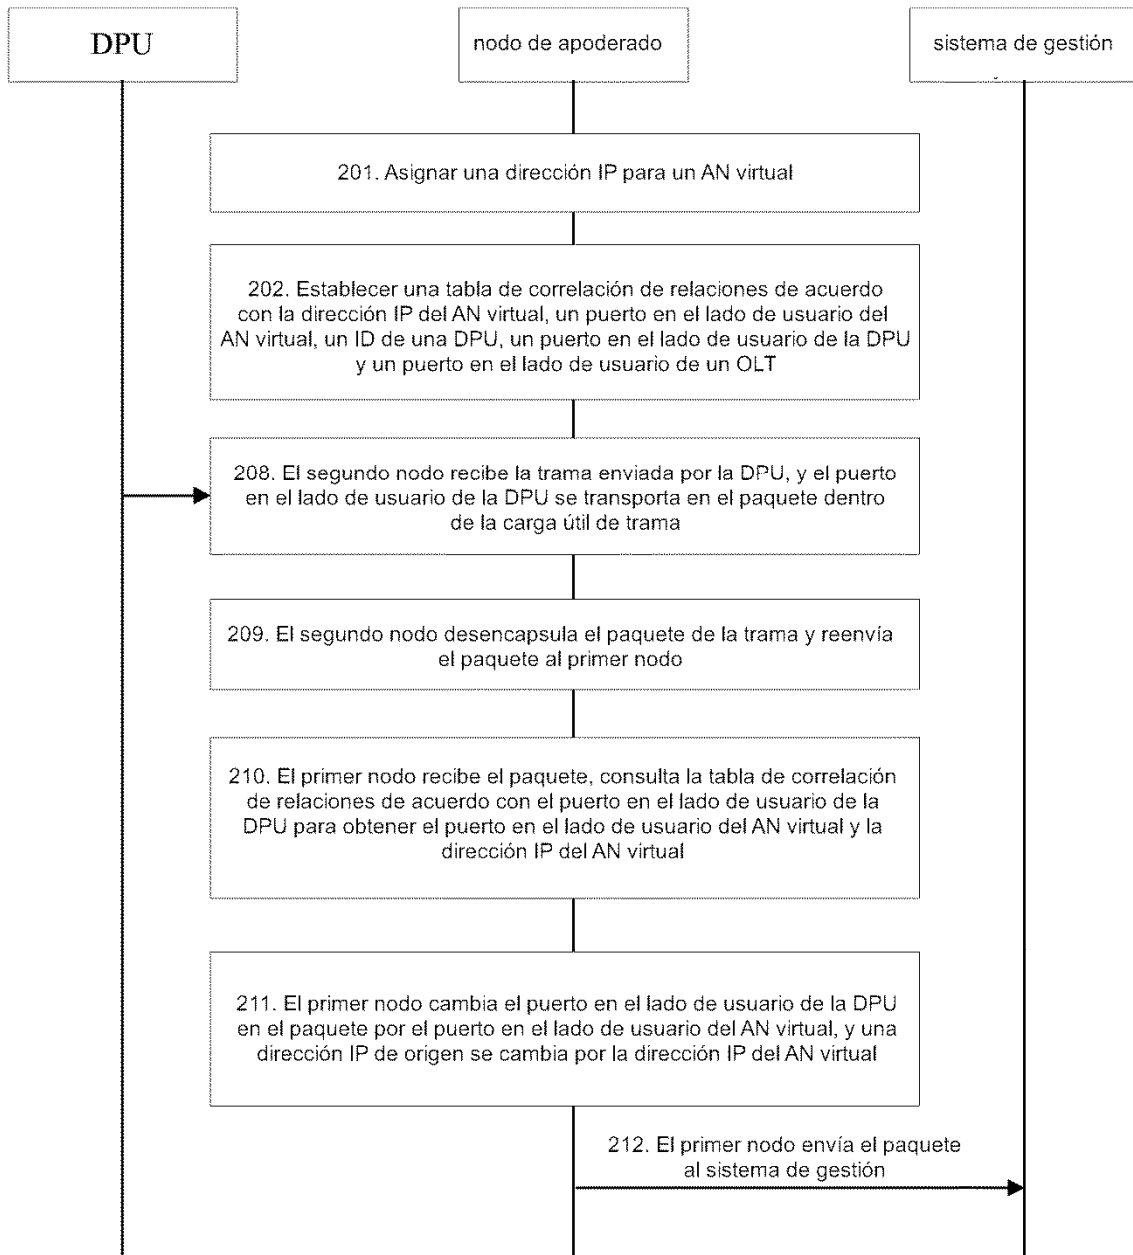 DPU
nodo de apoderado
sistema de gestión
201. Asignar una dirección IP para un AN virtual
202. Establecer una tabla de correlación de relaciones de acuerdo
con la dirección IP del AN virtual, un puerto en el lado de usuario del
AN virtual, un ID de una DPU, un puerto en el lado de usuario de la DPU
y un puerto en el lado de usuario de un OLT
208. El segundo nodo recibe la trama enviada por la DPU, y el puerto
en el lado de usuario de la DPU se transporta en el paquete dentro
de la carga útil de trama
209. El segundo nodo desencapsula el paquete de la trama y reenvía
el paquete al primer nodo
210. El primer nodo recibe el paquete, consulta la tabla de correlación
de relaciones de acuerdo con el puerto en el lado de usuario de la
DPU para obtener el puerto en el lado de usuario del AN virtual y la
dirección IP del AN virtual
211. El primer nodo cambia el puerto en el lado de usuario de la DPU
en el paquete por el puerto en el lado de usuario del AN virtual, y una
dirección IP de origen se cambia por la dirección IP del AN virtual
212. El primer nodo envía el paquete
al sistema de gestión